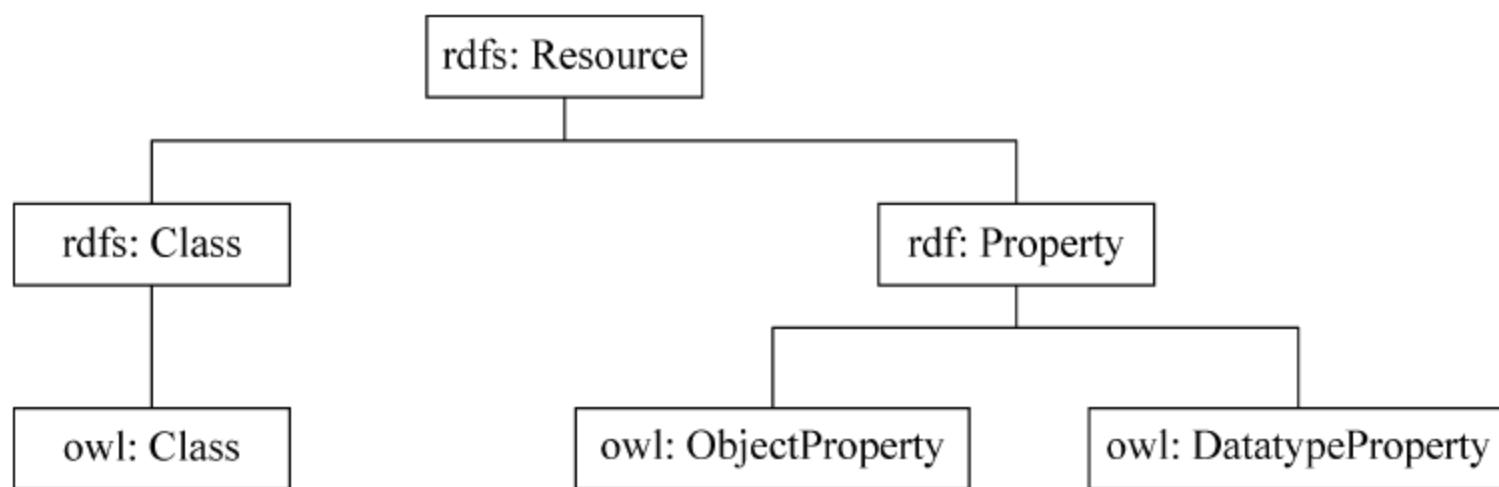 rdfs: Resource
rdfs: Class
rdf: Property
owl: Class
owl: ObjectProperty
owl: DatatypeProperty